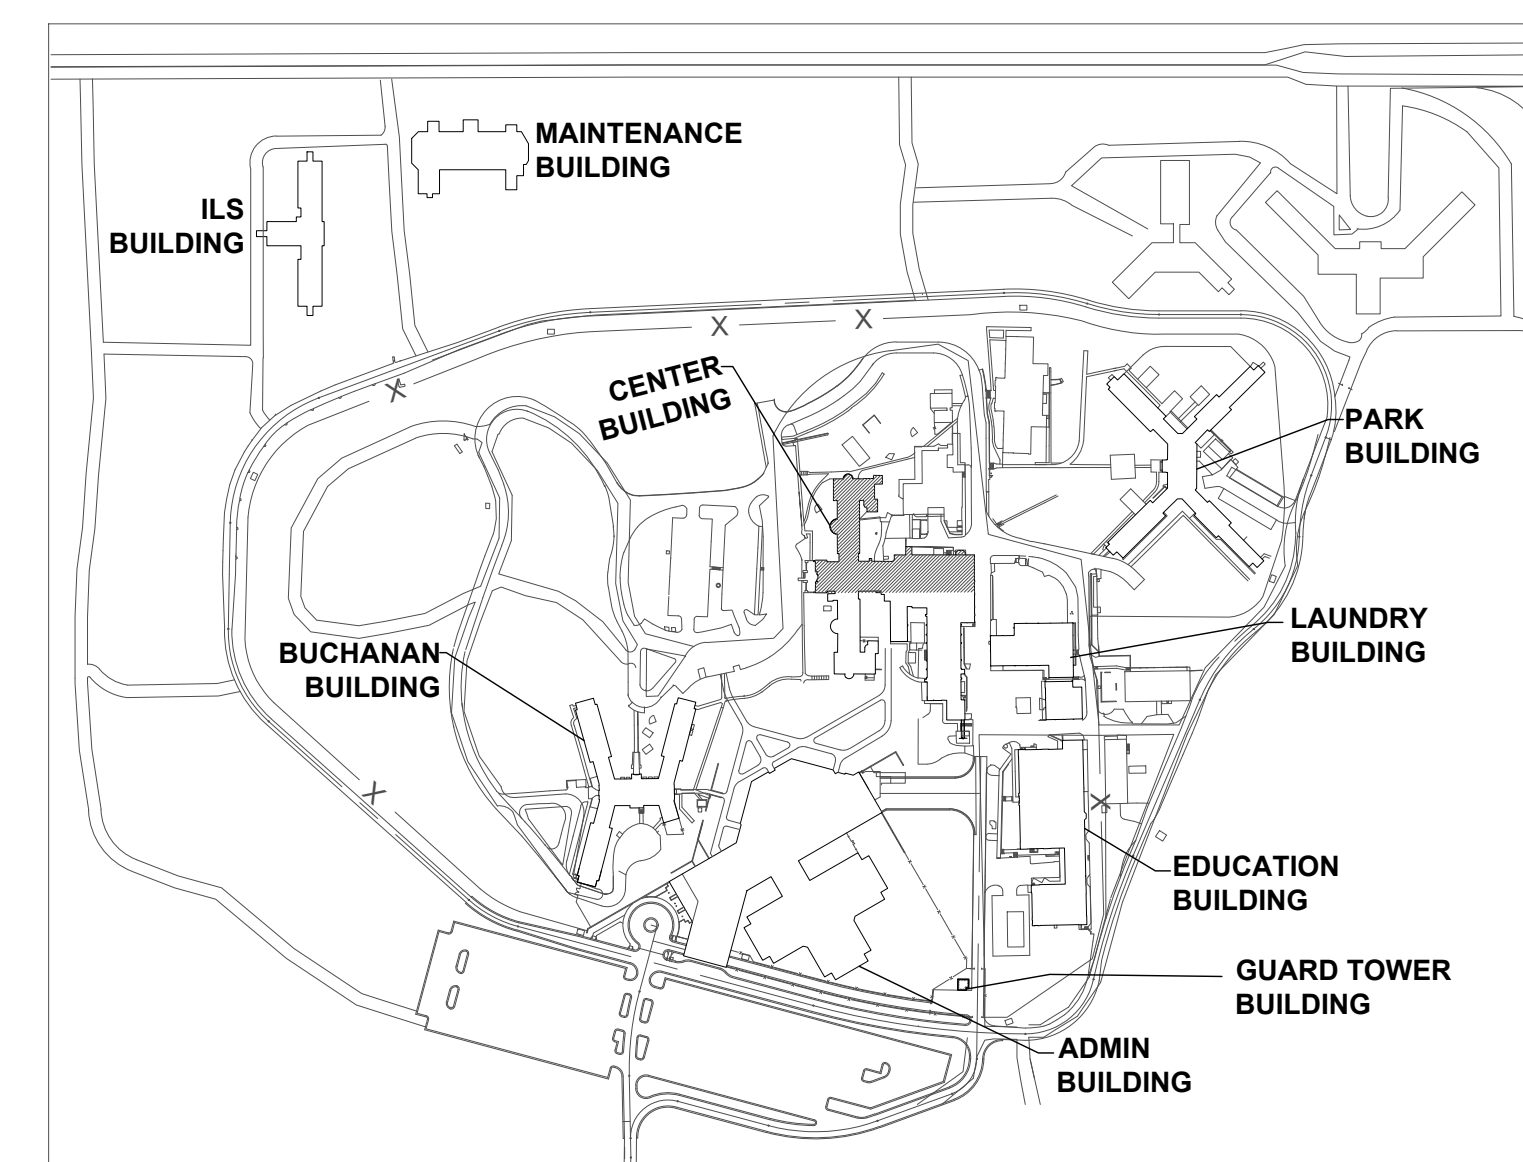 MAINTENANCE
BUILDING
ILS
BUILDING
CENTER
BUILDING
PARK
BUILDING
LAUNDRY
BUILDING
BUCHANAN
BUILDING
EDUCATION
BUILDING
GUARD TOWER
BUILDING
ADMIN
BUILDING